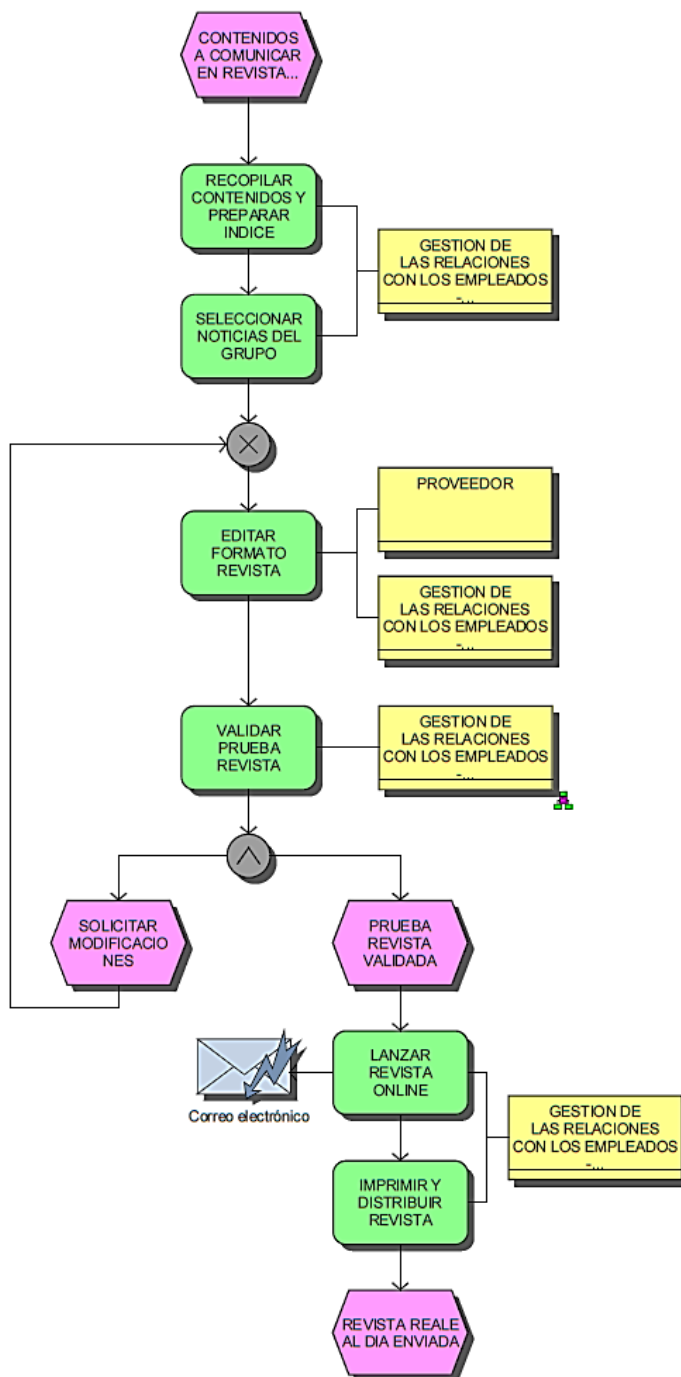 CONTENIDOS
A COMUNICAR
EN REVISTA...
RECOPILAR
CONTENIDOS Y
PREPARAR
INDICE
GESTION DE
LAS RELACIONES
CON LOS EMPLEADOS
-...
SELECCIONAR
NOTICIAS DEL
GRUPO
PROVEEDOR
EDITAR
FORMATO
REVISTA
GESTION DE
LAS RELACIONES
CON LOS EMPLEADOS
-...
VALIDAR
PRUEBA
REVISTA
GESTION DE
LAS RELACIONES
CON LOS EMPLEADOS
-...
SOLICITAR
MODIFICACIO
NES
PRUEBA
REVISTA
VALIDADA
LANZAR
REVISTA
ONLINE
Correo electrónico
GESTION DE
LAS RELACIONES
CON LOS EMPLEADOS
-...
IMPRIMIR Y
DISTRIBUIR
REVISTA
REVISTA REALE
AL DIA ENVIADA